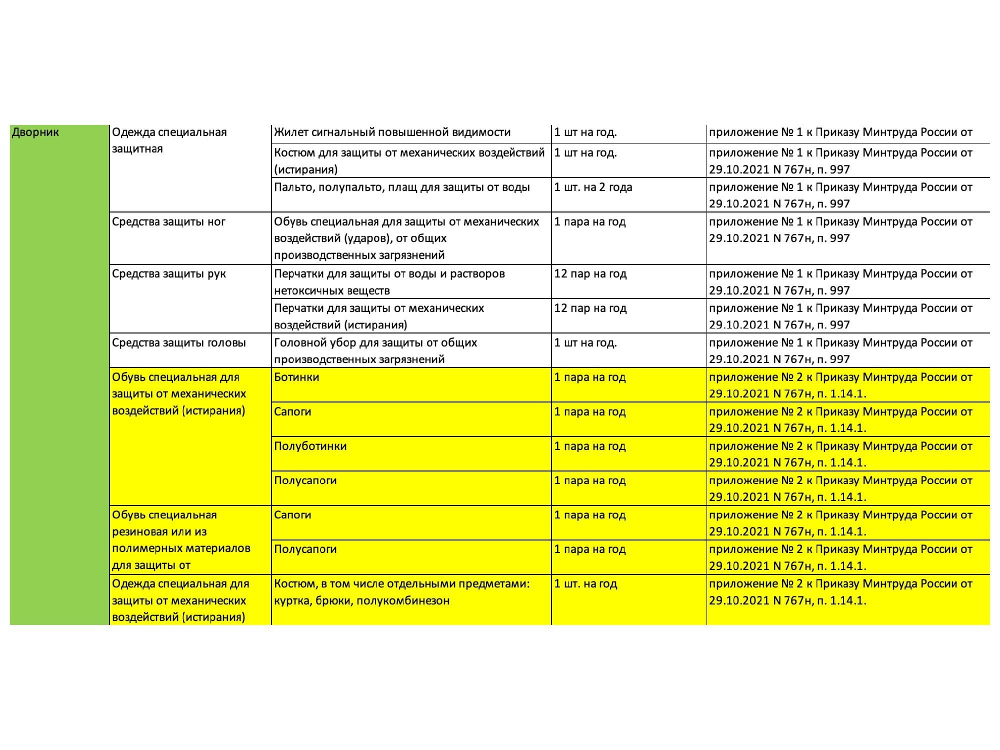 Дворник
Одежда специальная
защитная
Жилет сигнальный повышенной видимости
1 шт на год.
приложение № 1 к Приказу Минтруда России от
Костюм для защиты от механических воздействий
(истирания)
1 шт на год.
приложение № 1 к Приказу Минтруда России от
29.10.2021 N 767н, п. 997
Пальто, полупальто, плащ для защиты от воды
1 шт. на 2 года
приложение № 1 к Приказу Минтруда России от
29.10.2021 N 767н, п. 997
Средства защиты ног
Обувь специальная для защиты от механических
воздействий (ударов), от общих
производственных загрязнений
1 пара на год
приложение № 1 к Приказу Минтруда России от
29.10.2021 N 767н, п. 997
Средства защиты рук
Перчатки для защиты от воды и растворов
нетоксичных веществ
12 пар на год
приложение № 1 к Приказу Минтруда России от
29.10.2021 N 767н, п. 997
Перчатки для защиты от механических
воздействий (истирания)
12 пар на год
приложение № 1 к Приказу Минтруда России от
29.10.2021 N 767н, п. 997
Средства защиты головы
Головной убор для защиты от общих
производственных загрязнений
1 шт на год.
приложение № 1 к Приказу Минтруда России от
29.10.2021 N 767н, п. 997
Обувь специальная для
защиты от механических
воздействий (истирания)
Ботинки
1 пара на год
приложение № 2 к Приказу Минтруда России от
29.10.2021 N 767н, п. 1.14.1.
Сапоги
1 пара на год
приложение № 2 к Приказу Минтруда России от
29.10.2021 N 767н, п. 1.14.1.
Полуботинки
1 пара на год
приложение № 2 к Приказу Минтруда России от
29.10.2021 N 767н, п. 1.14.1.
Полусапоги
1 пара на год
приложение № 2 к Приказу Минтруда России от
29.10.2021 N 767н, п. 1.14.1.
Обувь специальная
резиновая или из
полимерных материалов
для защиты от
Сапоги
1 пара на год
приложение № 2 к Приказу Минтруда России от
29.10.2021 N 767н, п. 1.14.1.
Полусапоги
1 пара на год
приложение № 2 к Приказу Минтруда России от
29.10.2021 N 767н, п. 1.14.1.
Одежда специальная для
защиты от механических
воздействий (истирания)
Костюм, в том числе отдельными предметами:
куртка, брюки, полукомбинезон
1 шт. на год
приложение № 2 к Приказу Минтруда России от
29.10.2021 N 767н, п. 1.14.1.